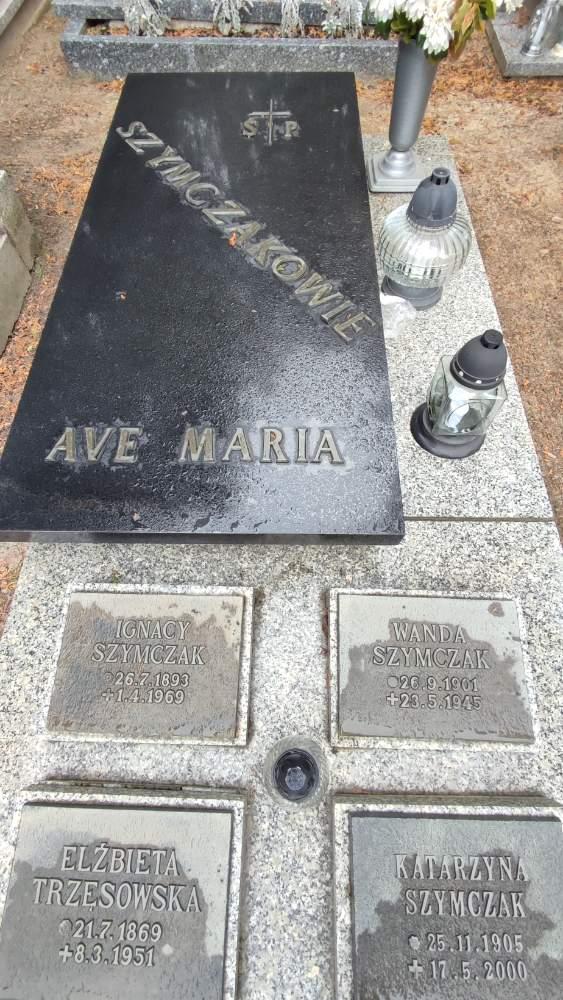 Ś P
SZYMCZAKOWIE
AVE MARIA
IGNACY
SZYMCZAK
*26.7.1893
+1.4.1969
WANDA
SZYMCZAK
*26.9.1901
+23.5.1945
ELŻBIETA
TRZĘSOWSKA
*21.7.1869
+8.3.1951
KATARZYNA
SZYMCZAK
*25.11.1905
+17.5.2000